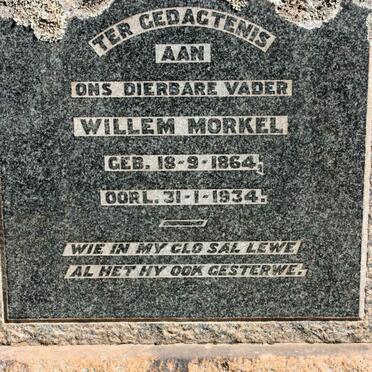 TER GEDAGTENIS
AAN
ONS DIERBARE VADER
WILLEM MORKEL
GEB. 18-9-1864;
OORL. 31-1-1934.
WIE IN MY GLO SAL LEWE
AL HET HY OOK GESTERWE.